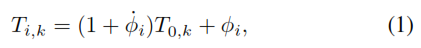 T_{i,k} = (1 + \dot{\phi}_i)T_{0,k} + \phi_i, (1)